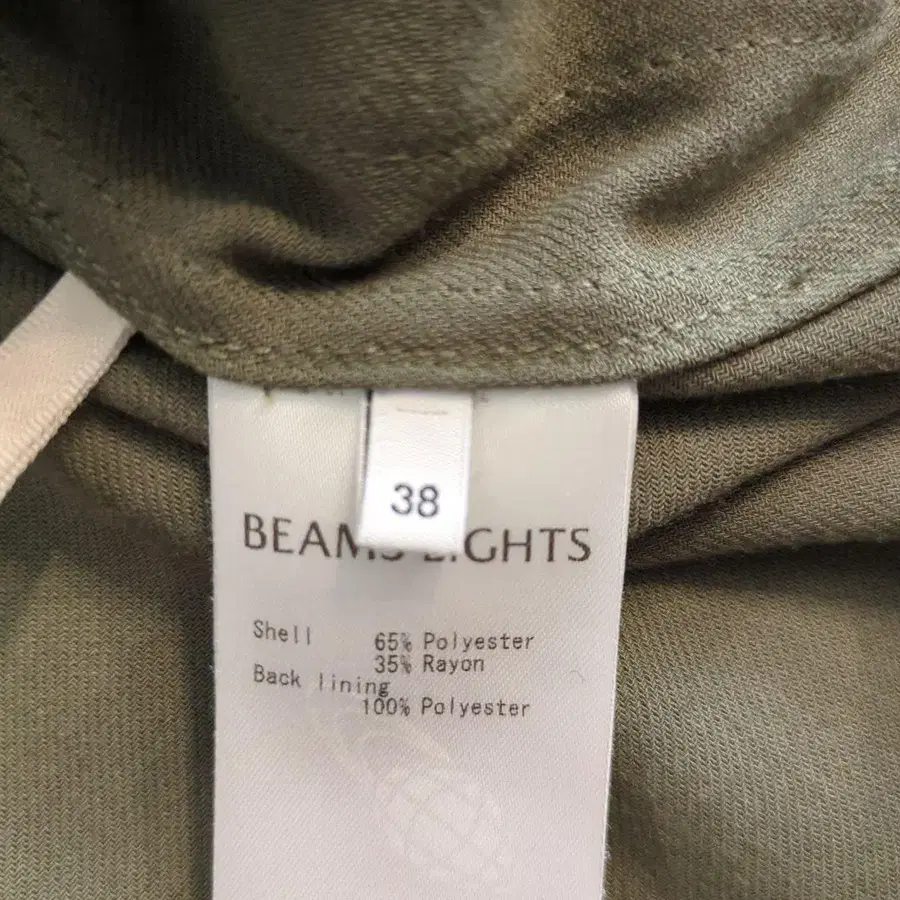 38
BEAMS LIGHTS
Shell 65% Polyester
35% Rayon
Back lining
100% Polyester